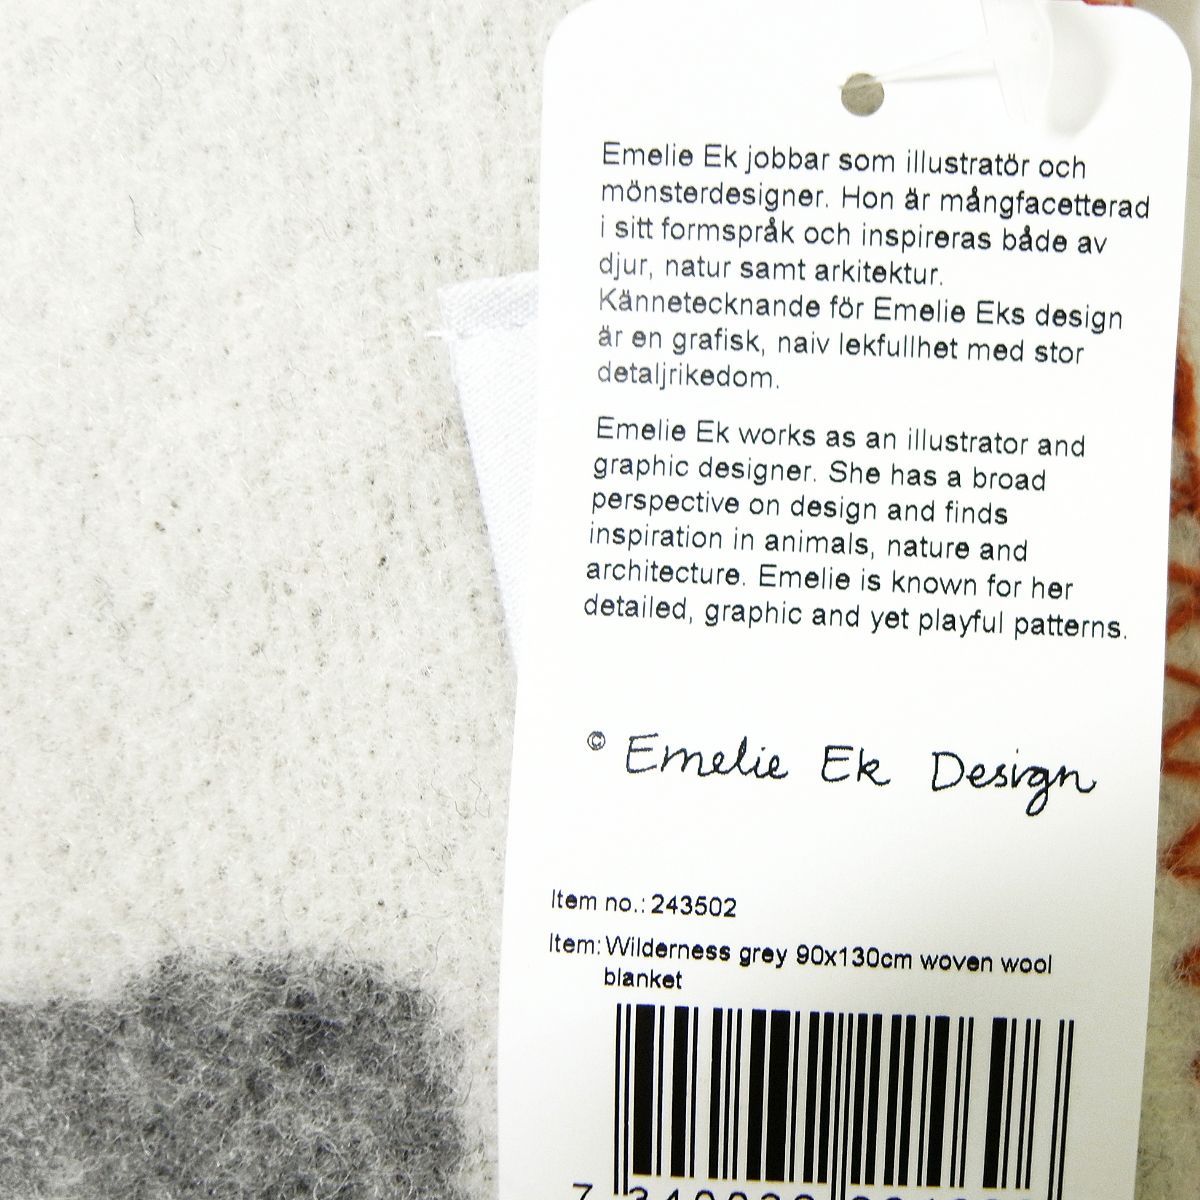 Emelie Ek jobbar som illustratör och
mönsterdesigner. Hon är mångfacetterad
i sitt formspråk och inspireras både av
djur, natur samt arkitektur.
Kännetecknande för Emelie Eks design
är en grafisk, naiv lekfullhet med stor
detaljrikedom.
Emelie Ek works as an illustrator and
graphic designer. She has a broad
perspective on design and finds
inspiration in animals, nature and
architecture. Emelie is known for her
detailed, graphic and yet playful patterns.
© Emelie Ek Design
Item no.: 243502
Item: Wilderness grey 90x130cm woven wool
blanket